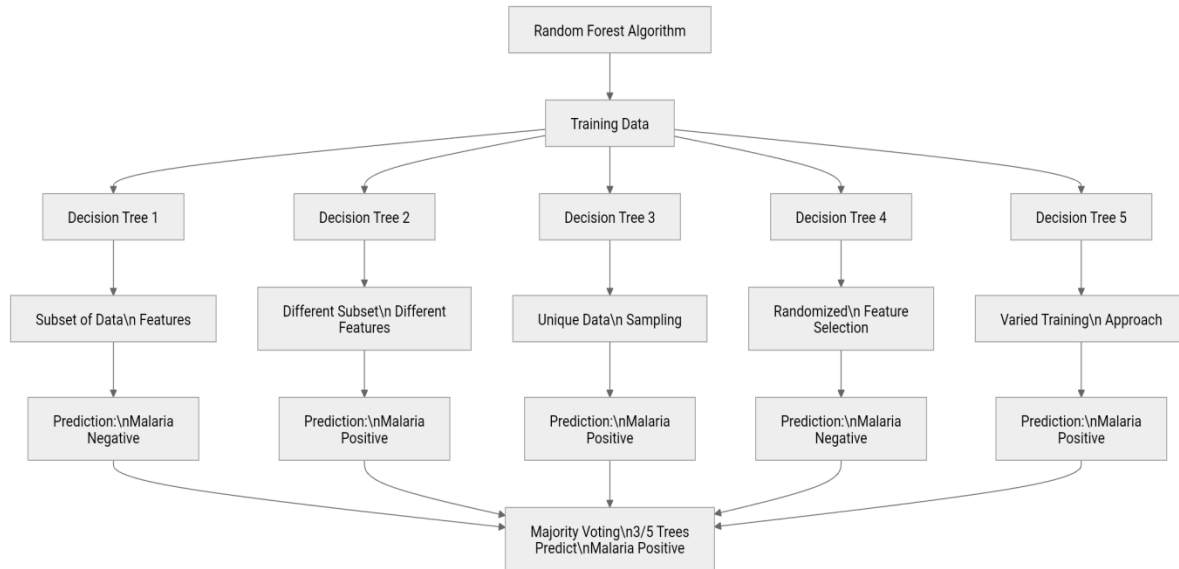 Random Forest Algorithm
Training Data
Decision Tree 1
Decision Tree 2
Decision Tree 3
Decision Tree 4
Decision Tree 5
Subset of Data\n Features
Different Subset\n Different
Features
Unique Data\n Sampling
Randomized\n Feature
Selection
Varied Training\n Approach
Prediction:\nMalaria
Negative
Prediction:\nMalaria
Positive
Prediction:\nMalaria
Positive
Prediction:\nMalaria
Negative
Prediction:\nMalaria
Positive
Majority Voting\n3/5 Trees
Predict\nMalaria Positive